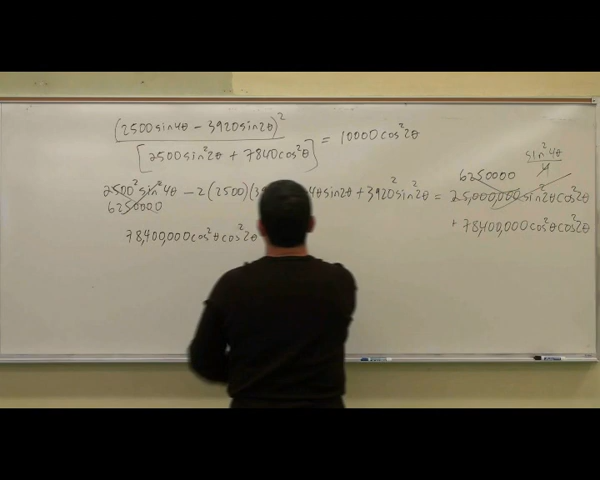 (2500sin4θ - 3920sin2θ)²
[2500sin²2θ + 7840cos²θ]
= 10000cos²2θ
sin²4θ
4
6250000
2500²sin²4θ - 2(2500)(3 4θsin2θ + 3920²sin²2θ = 25,000,000sin²2θcos²2θ
6250000
+ 78,400,000cos²θcos²2θ
78,400,000cos²θcos²2θ